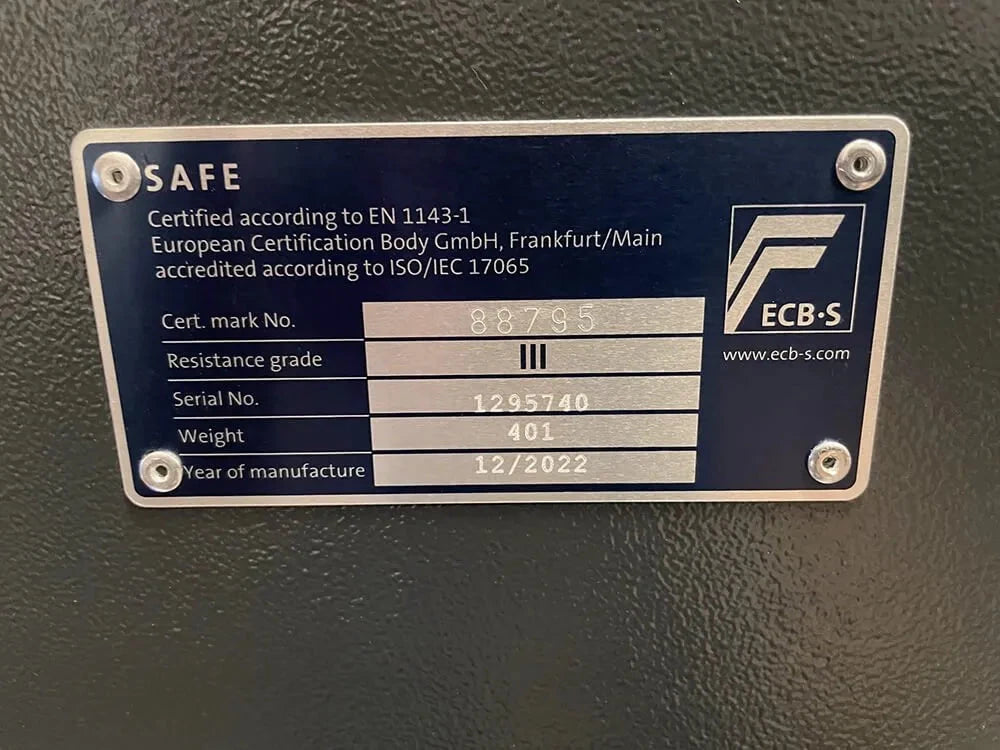 SAFE
Certified according to EN 1143-1
European Certification Body GmbH, Frankfurt/Main
accredited according to ISO/IEC 17065
ECB·S
www.ecb-s.com
Cert. mark No. 88795
Resistance grade III
Serial No. 1295740
Weight 401
Year of manufacture 12/2022